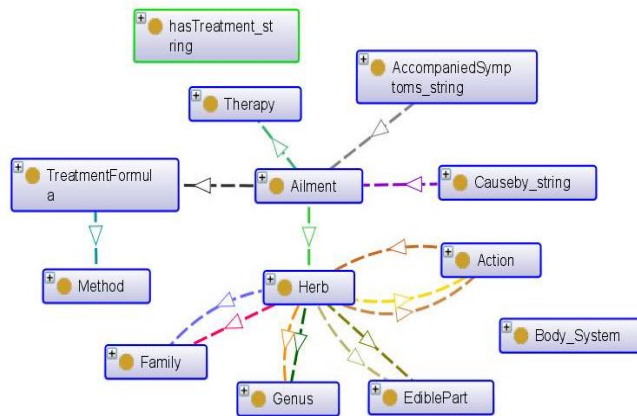 hasTreatment_st
ring
AccompaniedSymp
toms_string
Therapy
TreatmentFormul
a
Ailment
Causeby_string
Method
Herb
Action
Family
Body_System
Genus
EdiblePart